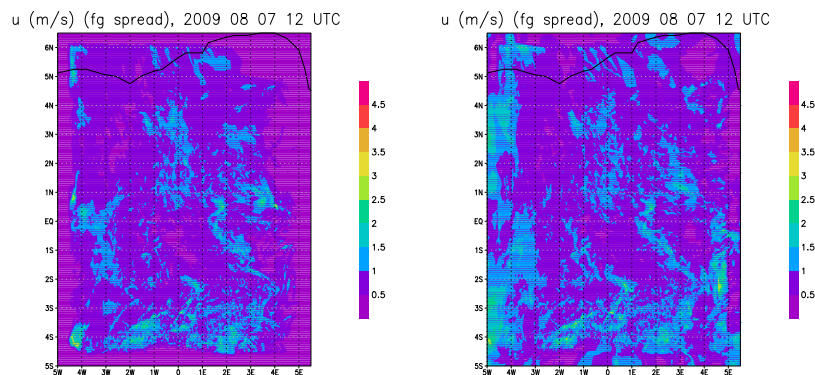 u (m/s) (fg spread), 2009 08 07 12 UTC
6N
5N
4N
3N
2N
1N
EQ
1S
2S
3S
4S
5S
5W 4W 3W 2W 1W 0 1E 2E 3E 4E 5E
4.5
4
3.5
3
2.5
2
1.5
1
0.5
u (m/s) (fg spread), 2009 08 07 12 UTC
6N
5N
4N
3N
2N
1N
EQ
1S
2S
3S
4S
5S
5W 4W 3W 2W 1W 0 1E 2E 3E 4E 5E
4.5
4
3.5
3
2.5
2
1.5
1
0.5